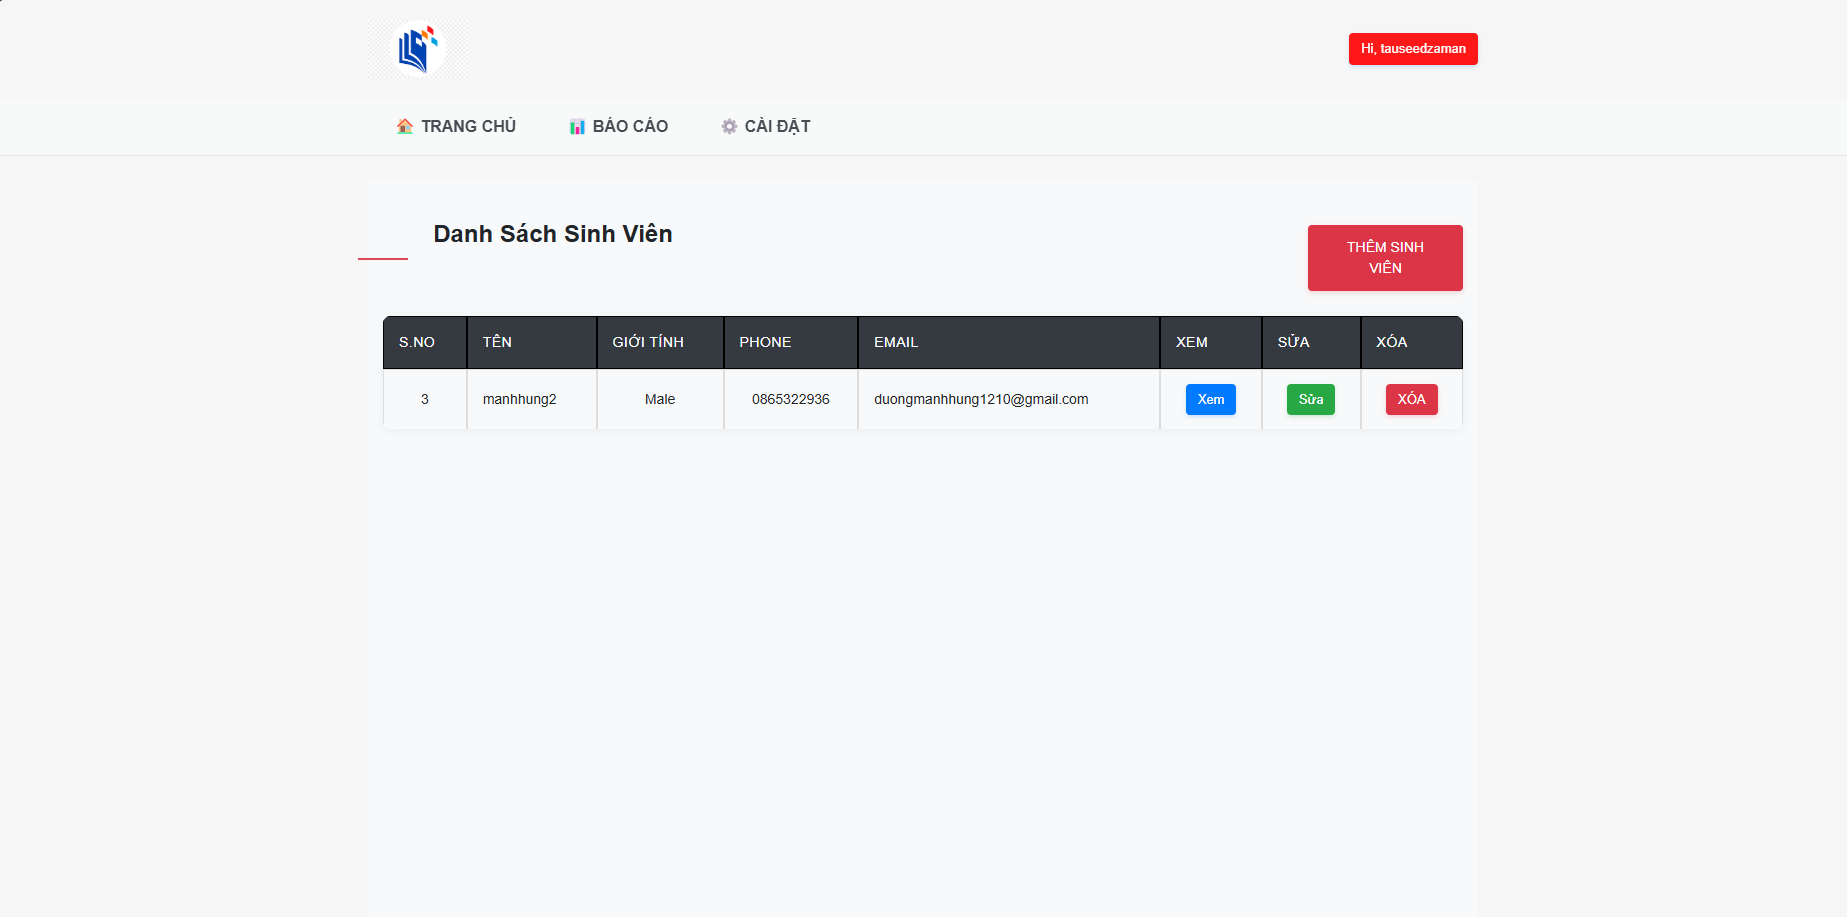 Hi, tauseedzaman
TRANG CHỦ
BÁO CÁO
CÀI ĐẶT
Danh Sách Sinh Viên
THÊM SINH
VIÊN
S.NO TÊN GIỚI TÍNH PHONE EMAIL XEM SỬA XÓA
3 manhhung2 Male 0865322936 duongmanhhung1210@gmail.com Xem Sửa XÓA